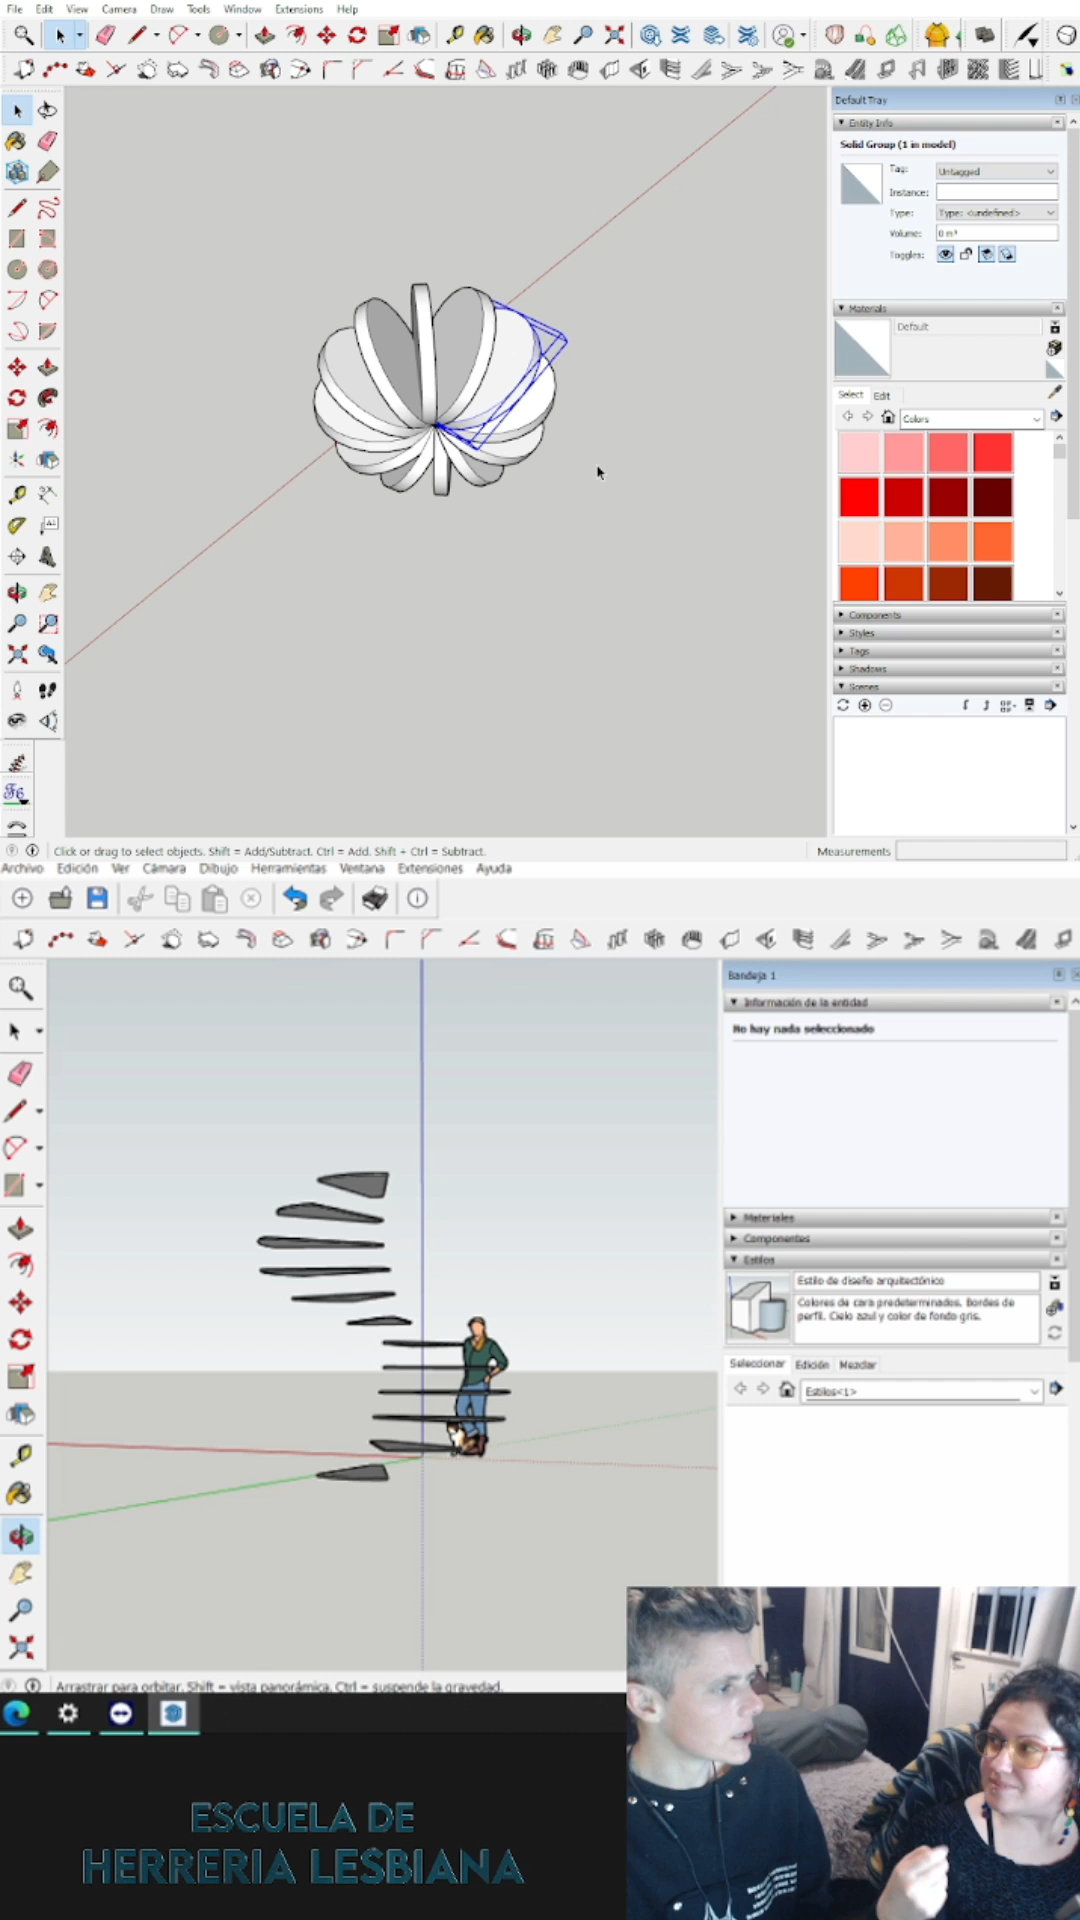 File Edit View Camera Draw Tools Window Extensions Help
Default Tray
Entity Info
Solid Group (1 in model)
Tag: Untagged
Instance:
Type: Type: <undefined>
Volume: 0 m³
Toggles:
Materials
Default
Select Edit
Colors
Components
Styles
Tags
Shadows
Scenes
Click or drag to select objects. Shift = Add/Subtract. Ctrl = Add. Shift + Ctrl = Subtract.
Measurements
Archivo Edición Ver Cámara Dibujo Herramientas Ventana Extensiones Ayuda
Bandeja 1
Información de la entidad
No hay nada seleccionado
Materiales
Componentes
Estilos
Estilo de diseño arquitectónico
Colores de cara predeterminados. Bordes de
perfil. Cielo azul y color de fondo gris.
Seleccionar Edición Mezclar
Estilos<1>
Arrastrar para orbitar. Shift = vista panorámica, Ctrl = suspende la gravedad.
ESCUELA DE
HERRERIA LESBIANA